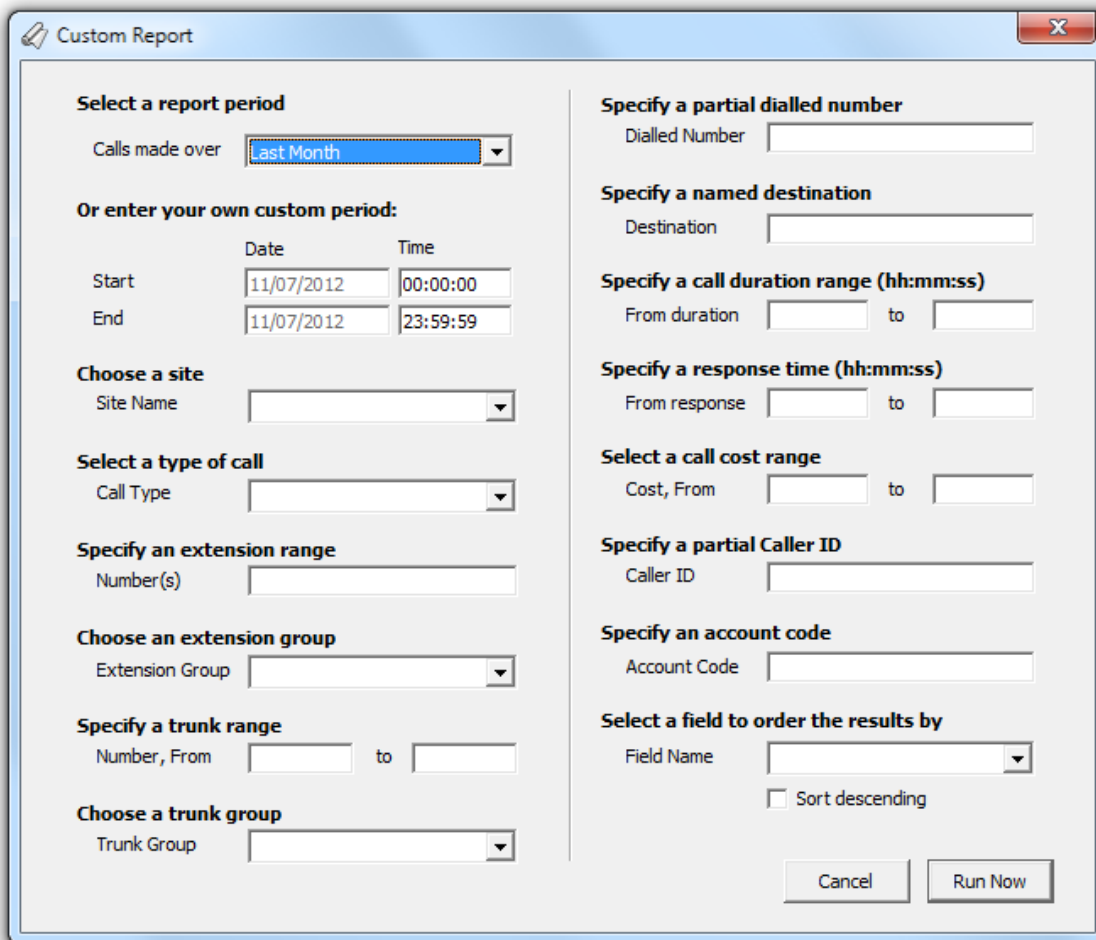 Custom Report
Select a report period
Calls made over Last Month
Or enter your own custom period:
Date Time
Start 11/07/2012 00:00:00
End 11/07/2012 23:59:59
Choose a site
Site Name
Select a type of call
Call Type
Specify an extension range
Number(s)
Choose an extension group
Extension Group
Specify a trunk range
Number, From to
Choose a trunk group
Trunk Group
Specify a partial dialled number
Dialled Number
Specify a named destination
Destination
Specify a call duration range (hh:mm:ss)
From duration to
Specify a response time (hh:mm:ss)
From response to
Select a call cost range
Cost, From to
Specify a partial Caller ID
Caller ID
Specify an account code
Account Code
Select a field to order the results by
Field Name
Sort descending
Cancel Run Now